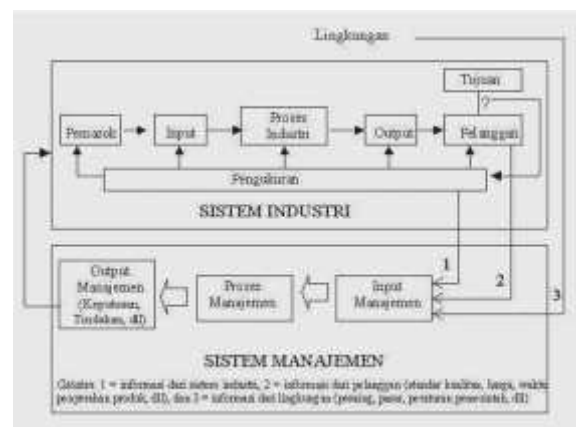 Lingkungan
Tujuan
?
Pemasok
Input
Proses
Industri
Output
Pelanggan
Pengukuran
SISTEM INDUSTRI
1
2
3
Output
Manajemen
(Keputusan,
Tindakan, dll)
Proses
Manajemen
Input
Manajemen
SISTEM MANAJEMEN
Catatan: 1 = informasi dari sistem industri, 2 = informasi dari pelanggan (standar kualitas, harga, waktu
penyerahan produk, dll), dan 3 = informasi dari lingkungan (pesaing, pasar, peraturan pemerintah, dll)